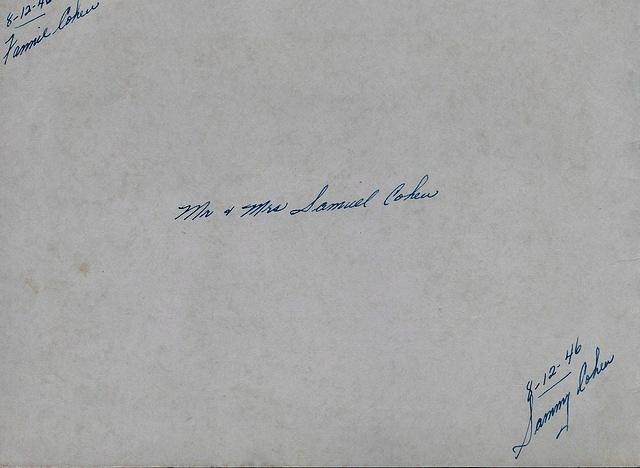 8-12-46
Fannie Cohen
Mr & Mrs Samuel Cohen
8-12-46
Sammy Cohen